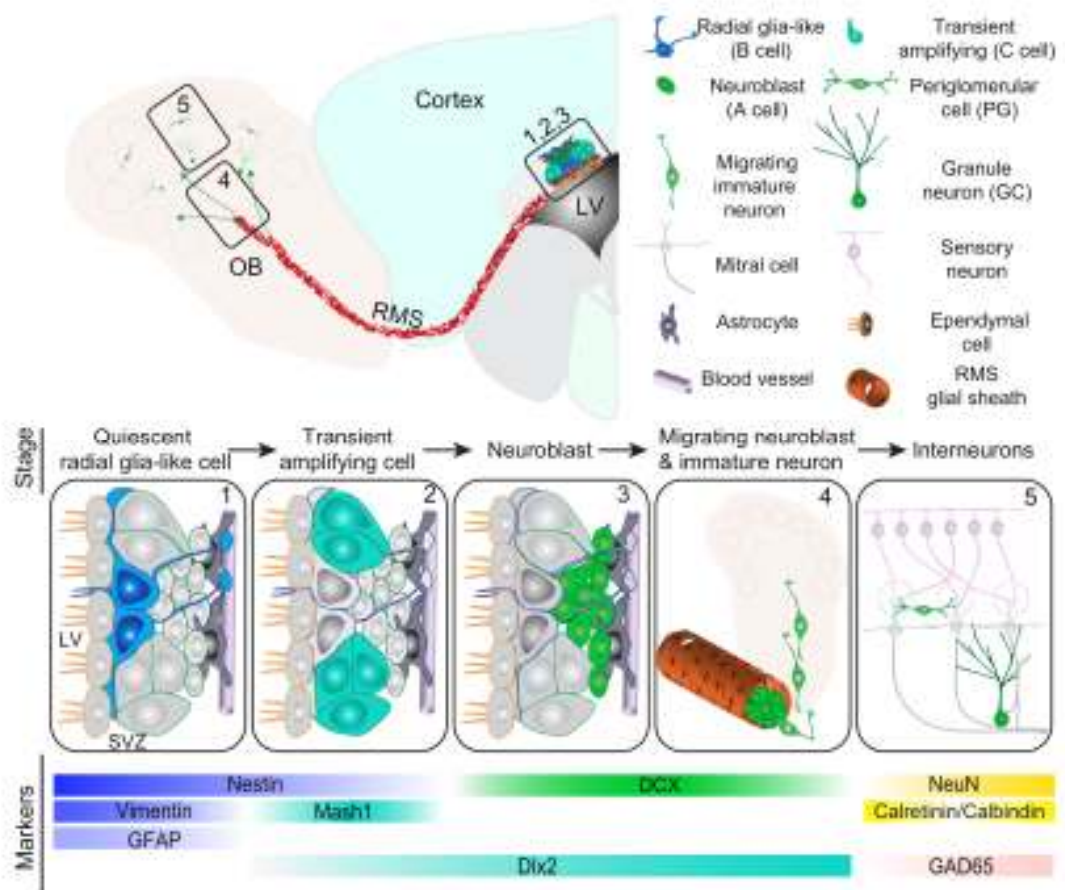 Cortex
1,2,3
LV
5
4
OB
RMS
Radial glia-like
(B cell)
Transient
amplifying (C cell)
Neuroblast
(A cell)
Periglomerular
cell (PG)
Migrating
immature
neuron
Granule
neuron (GC)
Mitral cell
Sensory
neuron
Astrocyte
Ependymal
cell
Blood vessel
RMS
glial sheath
Stage
Quiescent
radial glia-like cell
Transient
amplifying cell
Neuroblast
Migrating neuroblast
& immature neuron
Interneurons
1
2
3
4
5
LV
SVZ
Markers
Nestin
DCX
NeuN
Vimentin
Mash1
Calretinin/Calbindin
GFAP
Dlx2
GAD65